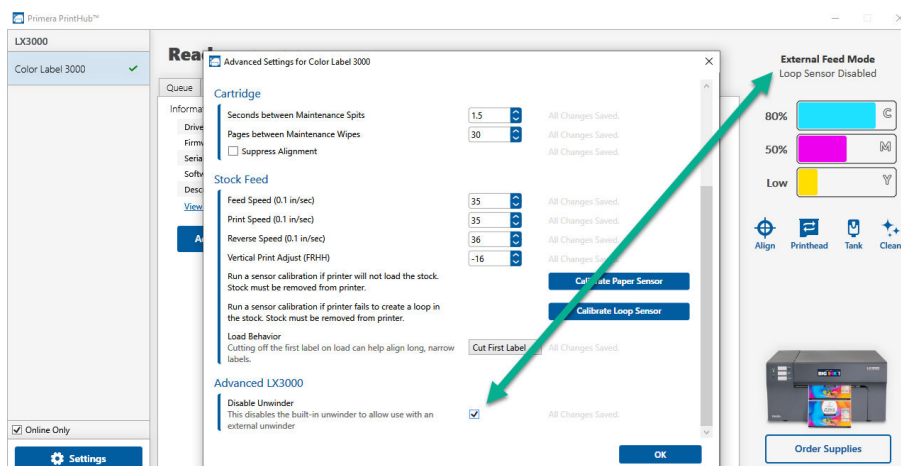 Primera PrintHub™
LX3000
Color Label 3000
Rea
Queue
Informa
Drive
Firmw
Seria
Softw
Desc
View
A
Advanced Settings for Color Label 3000
Cartridge
Seconds between Maintenance Spits 1.5 All Changes Saved.
Pages between Maintenance Wipes 30
Suppress Alignment All Changes Saved.
Stock Feed
Feed Speed (0.1 in/sec) 35 All Changes Saved.
Print Speed (0.1 in/sec) 35 All Changes Saved.
Reverse Speed (0.1 in/sec) 36 All Changes Saved.
Vertical Print Adjust (FRHH) -16 All Changes Saved.
Run a sensor calibration if printer will not load the stock.
Stock must be removed from printer.
Calibrate Paper Sensor
Run a sensor calibration if printer fails to create a loop in
the stock. Stock must be removed from printer.
Calibrate Loop Sensor
Load Behavior
Cutting off the first label on load can help align long, narrow
labels.
Cut First Label All Changes Saved.
Advanced LX3000
Disable Unwinder
This disables the built-in unwinder to allow use with an
external unwinder
All Changes Saved.
OK
External Feed Mode
Loop Sensor Disabled
80% C
50% M
Low Y
Align Printhead Tank Clean
Order Supplies
Online Only
Settings